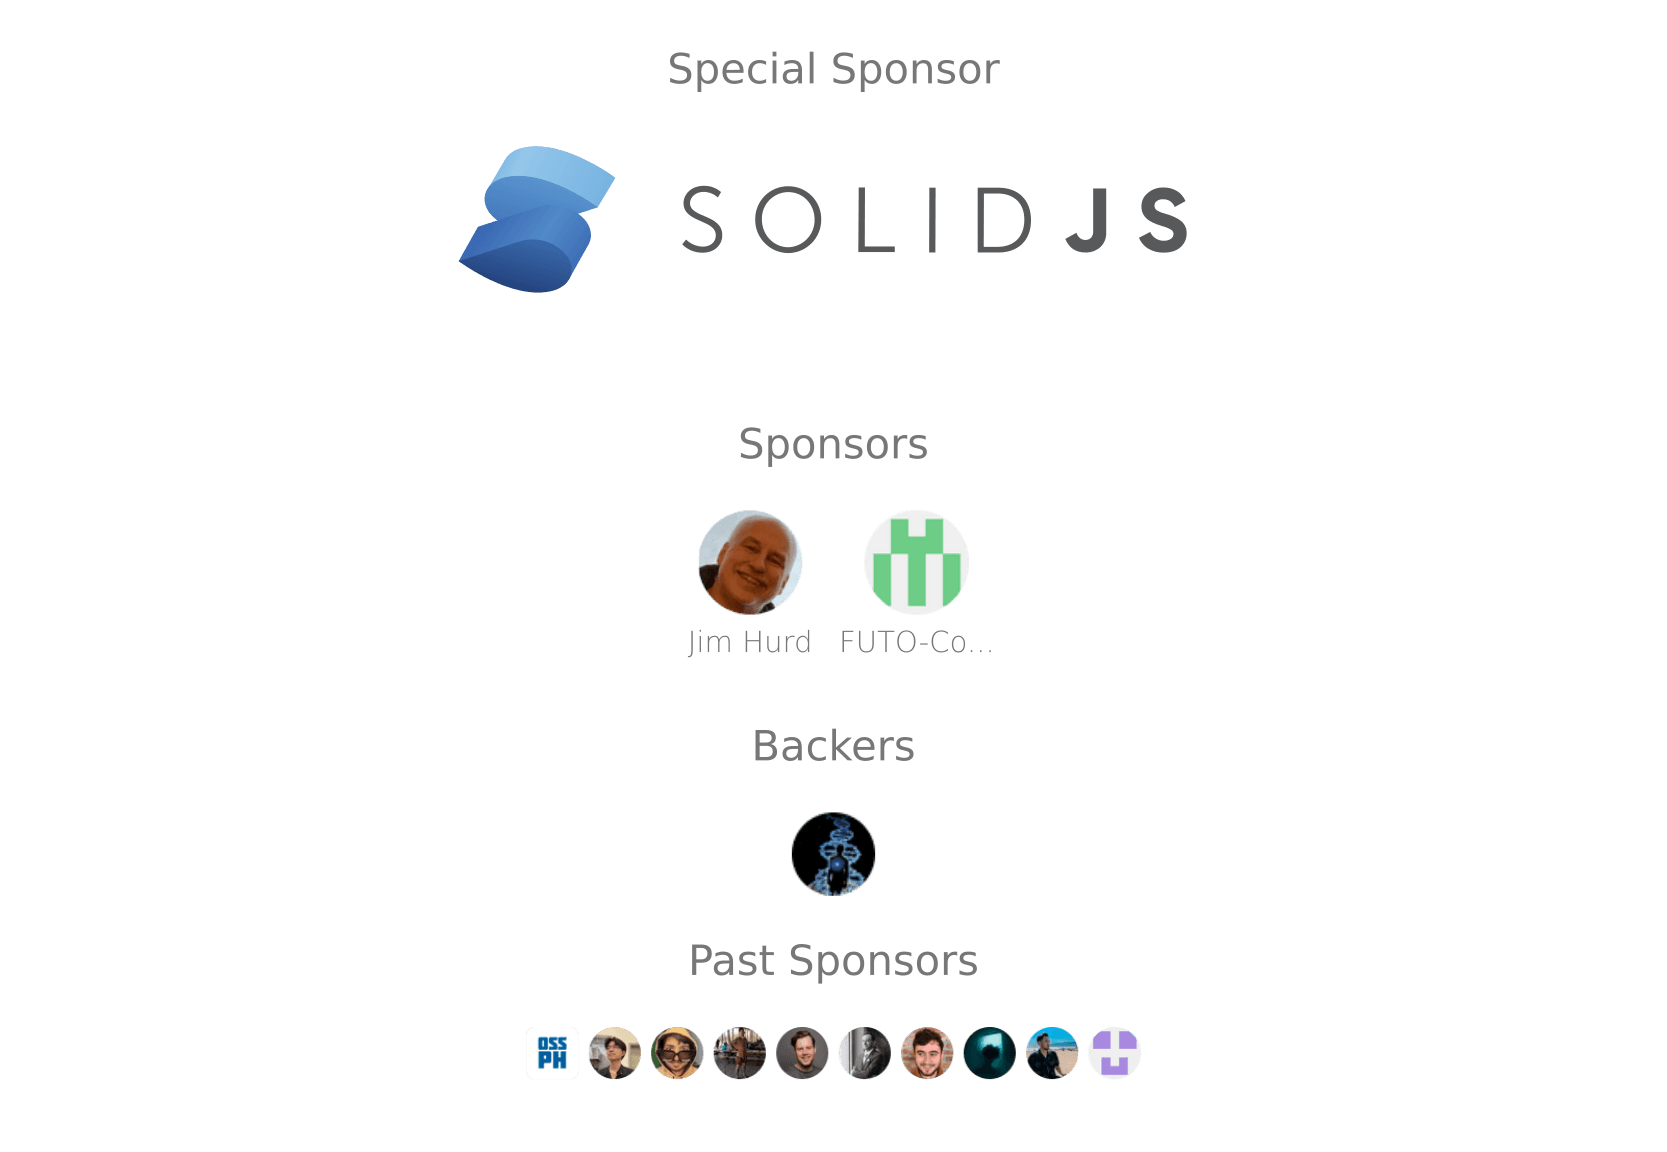 Special Sponsor
SOLIDJS
Sponsors
Jim Hurd FUTO-Co...
Backers
Past Sponsors
OSS
PH